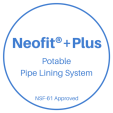 Neofit®+Plus
Potable
Pipe Lining System
NSF-61 Approved